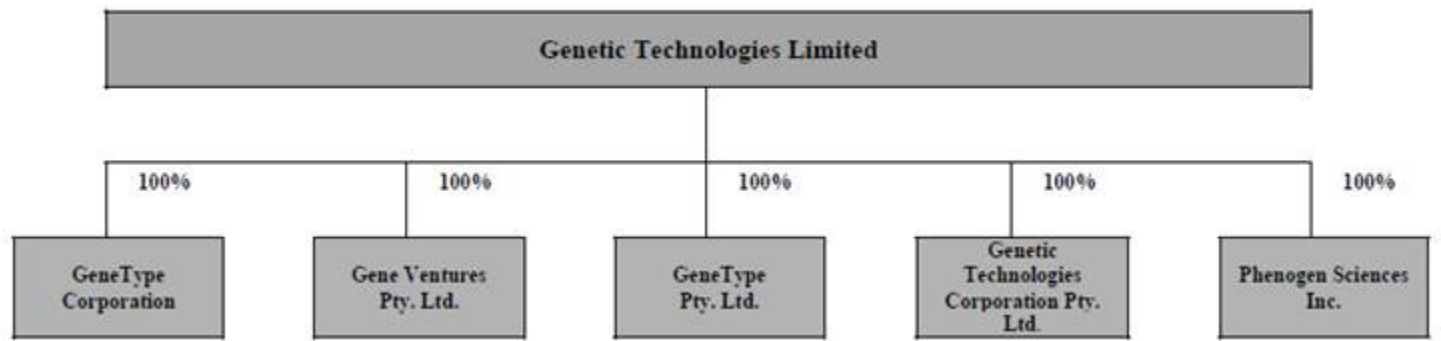 Genetic Technologies Limited
100% 100% 100% 100% 100%
GeneType
Corporation
Gene Ventures
Pty. Ltd.
GeneType
Pty. Ltd.
Genetic
Technologies
Corporation Pty.
Ltd.
Phenogen Sciences
Inc.